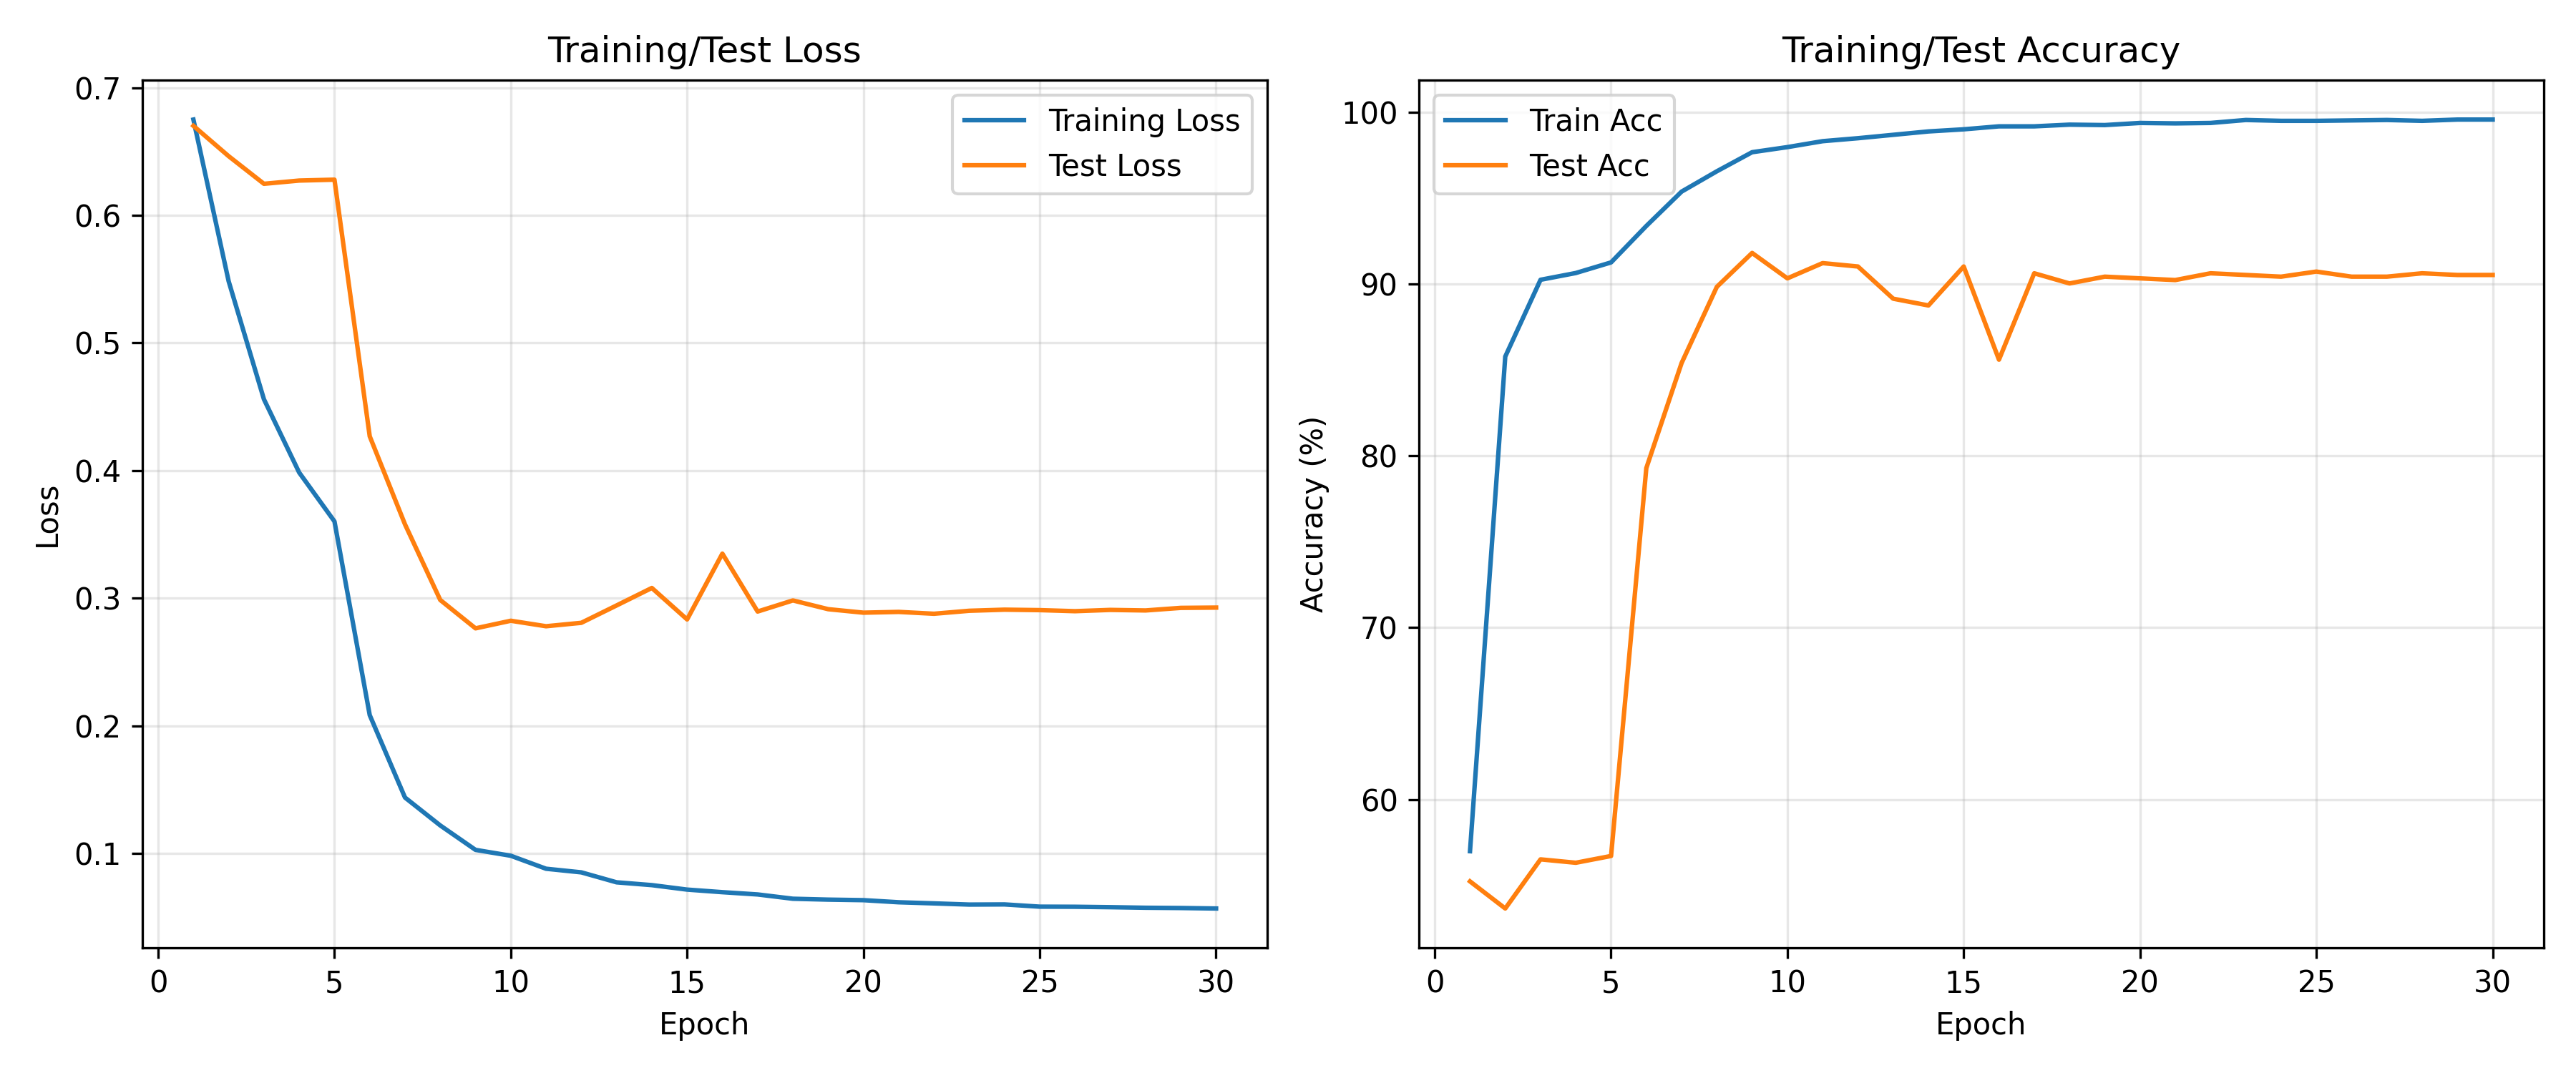 Training/Test Loss
0.7
0.6
0.5
0.4
0.3
0.2
0.1
Loss
0 5 10 15 20 25 30
Epoch
Training Loss
Test Loss
Training/Test Accuracy
100
90
80
70
60
Accuracy (%)
0 5 10 15 20 25 30
Epoch
Train Acc
Test Acc